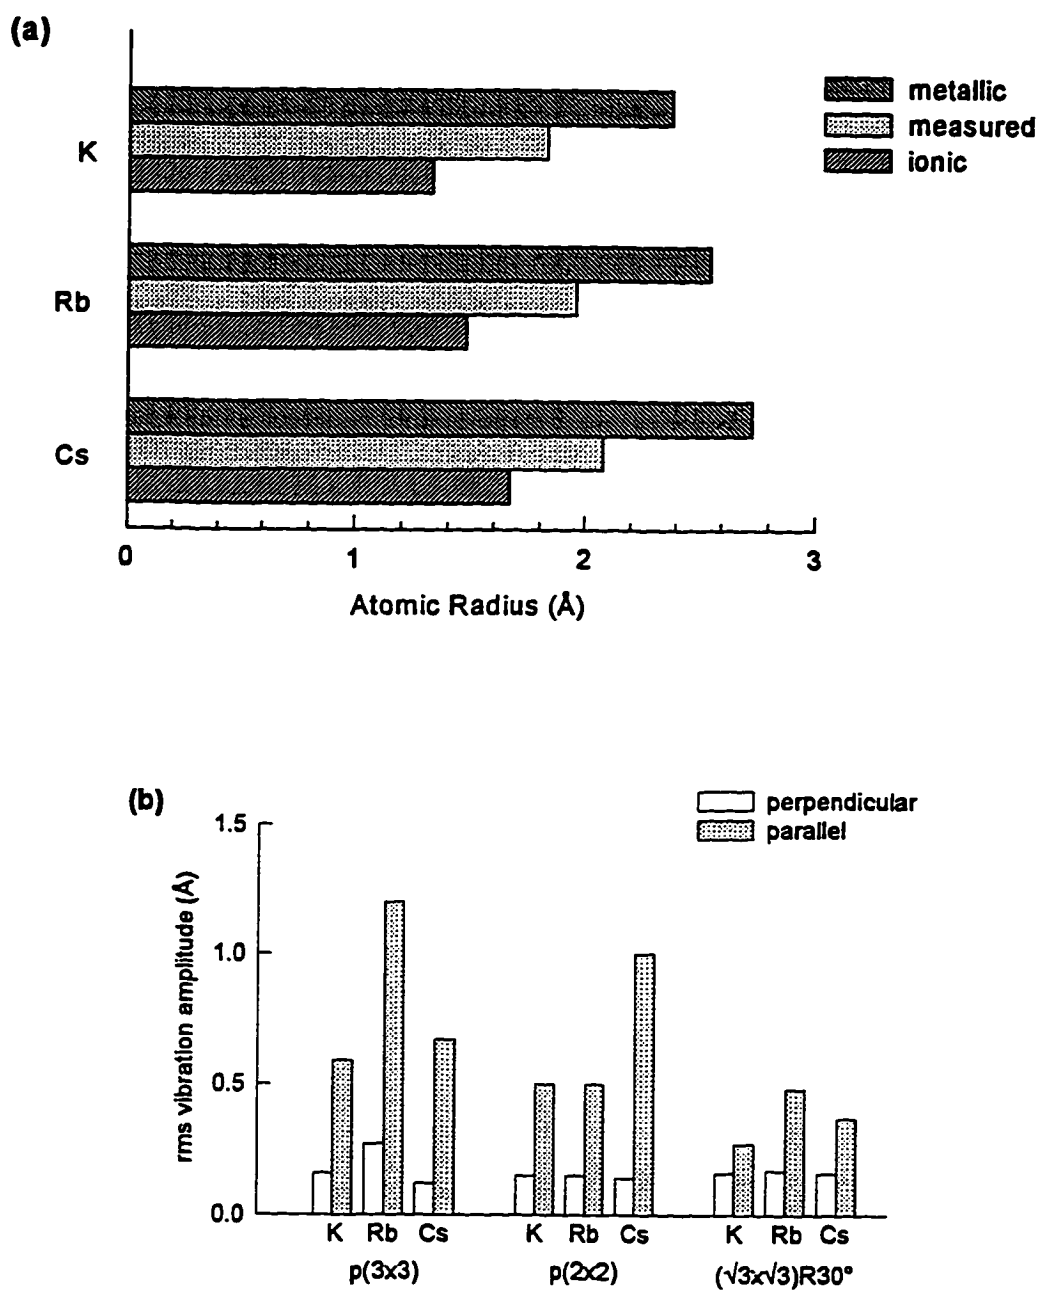 (a)
metallic
measured
ionic
K
Rb
Cs
0 1 2 3
Atomic Radius (Å)
(b)
perpendicular
parallel
rms vibration amplitude (Å)
1.5
1.0
0.5
0.0
K Rb Cs K Rb Cs K Rb Cs
p(3x3) p(2x2) (√3x√3)R30°